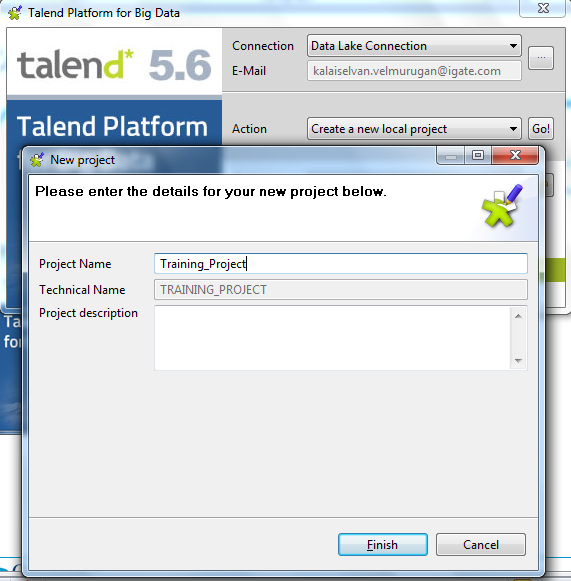 Talend Platform for Big Data
talend* 5.6
Connection Data Lake Connection ...
E-Mail kalaiselvan.velmurugan@igate.com
Talend Platform
Action Create a new local project Go!
New project
Please enter the details for your new project below.
Project Name Training_Project
Technical Name TRAINING_PROJECT
Project description
Ta
for
Finish Cancel